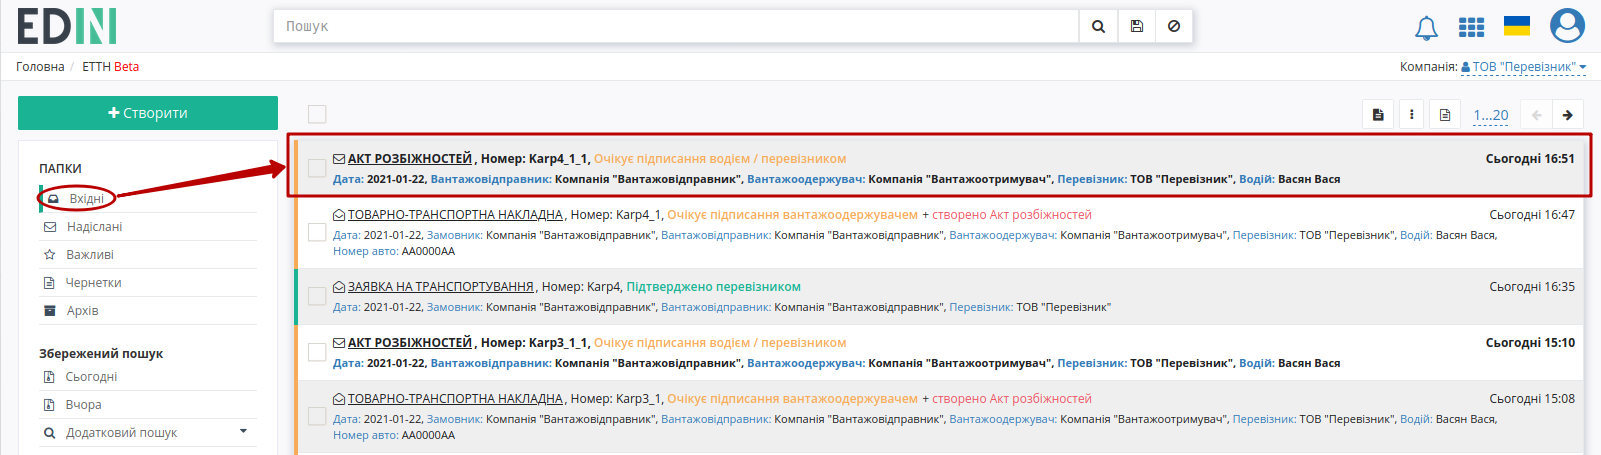 EDIN
Пошук
Головна / ЕТТН Beta
Компанія: ТОВ "Перевізник"
Створити
1...20
ПАПКИ
Вхідні
Надіслані
Важливі
Чернетки
Архів
Збережений пошук
Сьогодні
Вчора
Додатковий пошук
АКТ РОЗБІЖНОСТЕЙ, Номер: Karp4_1_1, Очікує підписання водієм / перевізником Сьогодні 16:51
Дата: 2021-01-22, Вантажовідправник: Компанія "Вантажовідправник", Вантажоодержувач: Компанія "Вантажоотримувач", Перевізник: ТОВ "Перевізник", Водій: Васян Вася
ТОВАРНО-ТРАНСПОРТНА НАКЛАДНА, Номер: Karp4_1, Очікує підписання вантажоодержувачем + створено Акт розбіжностей Сьогодні 16:47
Дата: 2021-01-22, Замовник: Компанія "Вантажовідправник", Вантажовідправник: Компанія "Вантажовідправник", Вантажоодержувач: Компанія "Вантажоотримувач", Перевізник: ТОВ "Перевізник", Водій: Васян Вася,
Номер авто: АА0000АА
ЗАЯВКА НА ТРАНСПОРТУВАННЯ, Номер: Karp4, Підтверджено перевізником Сьогодні 16:35
Дата: 2021-01-22, Замовник: Компанія "Вантажовідправник", Вантажовідправник: Компанія "Вантажовідправник", Перевізник: ТОВ "Перевізник"
АКТ РОЗБІЖНОСТЕЙ, Номер: Karp3_1_1, Очікує підписання водієм / перевізником Сьогодні 15:10
Дата: 2021-01-22, Вантажовідправник: Компанія "Вантажовідправник", Вантажоодержувач: Компанія "Вантажоотримувач", Перевізник: ТОВ "Перевізник", Водій: Васян Вася
ТОВАРНО-ТРАНСПОРТНА НАКЛАДНА, Номер: Karp3_1, Очікує підписання вантажоодержувачем + створено Акт розбіжностей Сьогодні 15:08
Дата: 2021-01-22, Замовник: Компанія "Вантажовідправник", Вантажовідправник: Компанія "Вантажовідправник", Вантажоодержувач: Компанія "Вантажоотримувач", Перевізник: ТОВ "Перевізник", Водій: Васян Вася,
Номер авто: АА0000АА